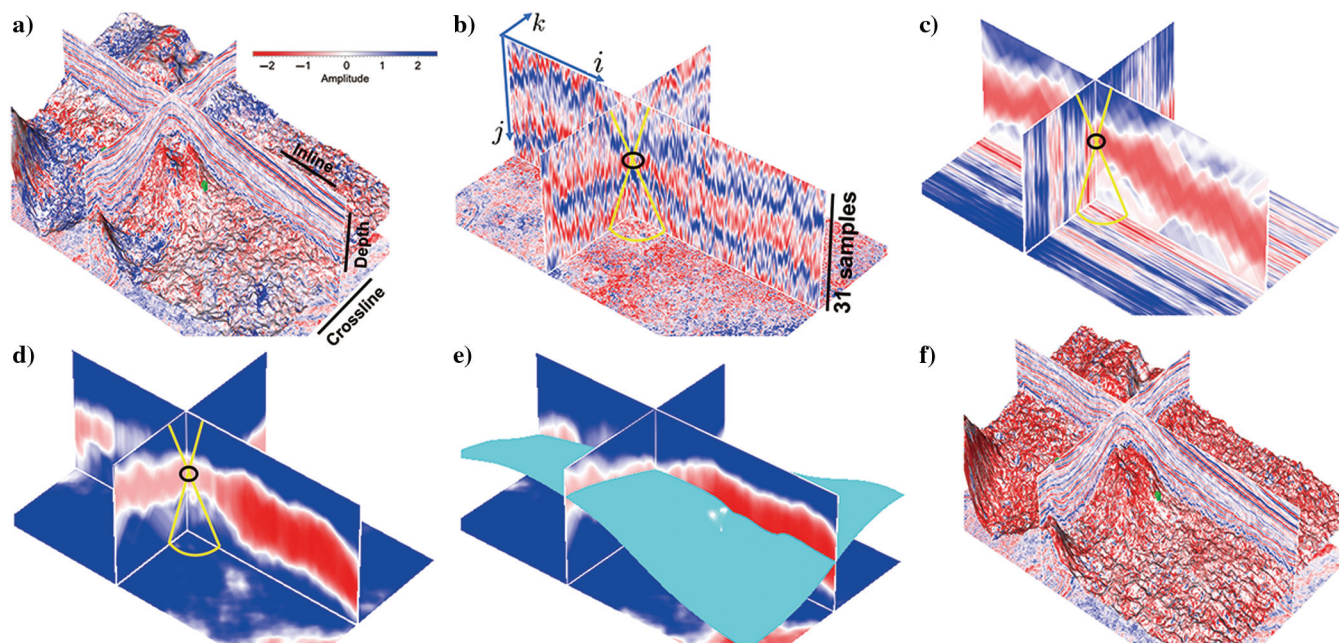 a)
−2 −1 0 1 2
Amplitude
Inline
Depth
Crossline
b)
k
i
j
31 samples
c)
d)
e)
f)